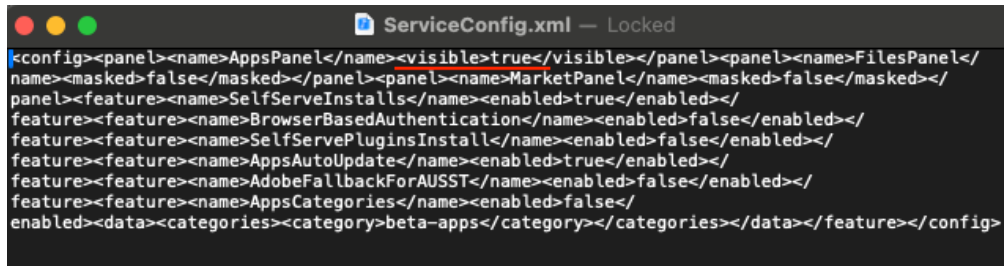 ServiceConfig.xml — Locked
<config><panel><name>AppsPanel</name><visible>true</visible></panel><panel><name>FilesPanel</
name><masked>false</masked></panel><panel><name>MarketPanel</name><masked>false</masked></
panel><feature><name>SelfServeInstalls</name><enabled>true</enabled></
feature><feature><name>BrowserBasedAuthentication</name><enabled>false</enabled></
feature><feature><name>SelfServePluginsInstall</name><enabled>false</enabled></
feature><feature><name>AppsAutoUpdate</name><enabled>true</enabled></
feature><feature><name>AdobeFallbackForAUSST</name><enabled>false</enabled></
feature><feature><name>AppsCategories</name><enabled>false</
enabled><data><categories><category>beta-apps</category></categories></data></feature></config>